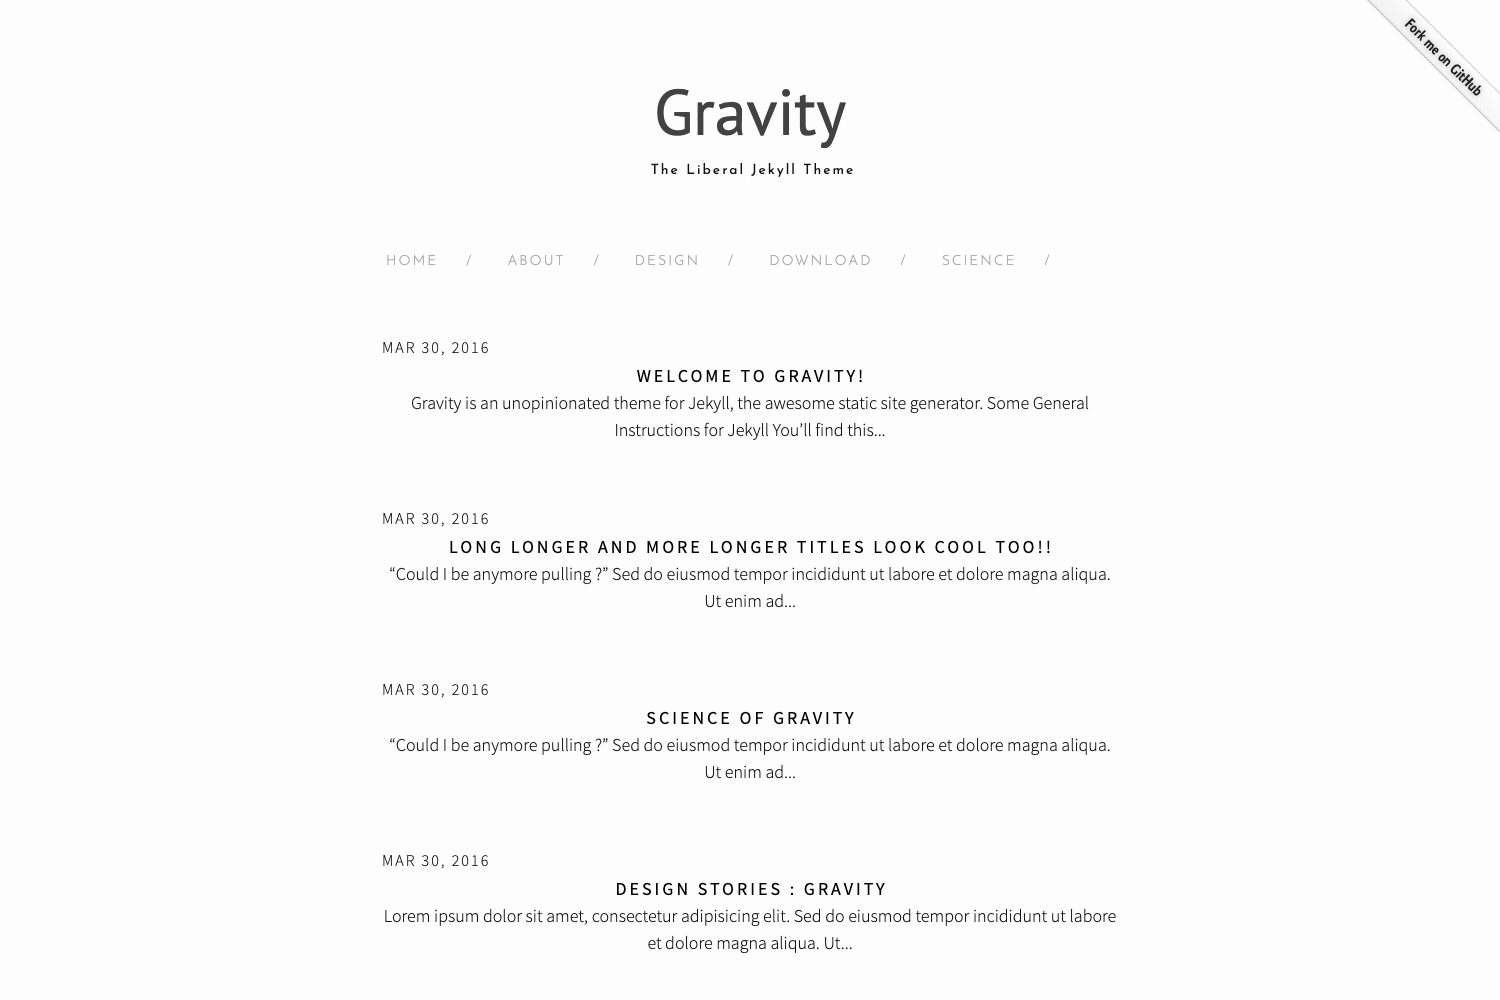 Fork me on GitHub
Gravity
The Liberal Jekyll Theme
HOME / ABOUT / DESIGN / DOWNLOAD / SCIENCE /
MAR 30, 2016
WELCOME TO GRAVITY!
Gravity is an unopinionated theme for Jekyll, the awesome static site generator. Some General
Instructions for Jekyll You’ll find this...
MAR 30, 2016
LONG LONGER AND MORE LONGER TITLES LOOK COOL TOO!!
“Could I be anymore pulling ?” Sed do eiusmod tempor incididunt ut labore et dolore magna aliqua.
Ut enim ad...
MAR 30, 2016
SCIENCE OF GRAVITY
“Could I be anymore pulling ?” Sed do eiusmod tempor incididunt ut labore et dolore magna aliqua.
Ut enim ad...
MAR 30, 2016
DESIGN STORIES : GRAVITY
Lorem ipsum dolor sit amet, consectetur adipisicing elit. Sed do eiusmod tempor incididunt ut labore
et dolore magna aliqua. Ut...